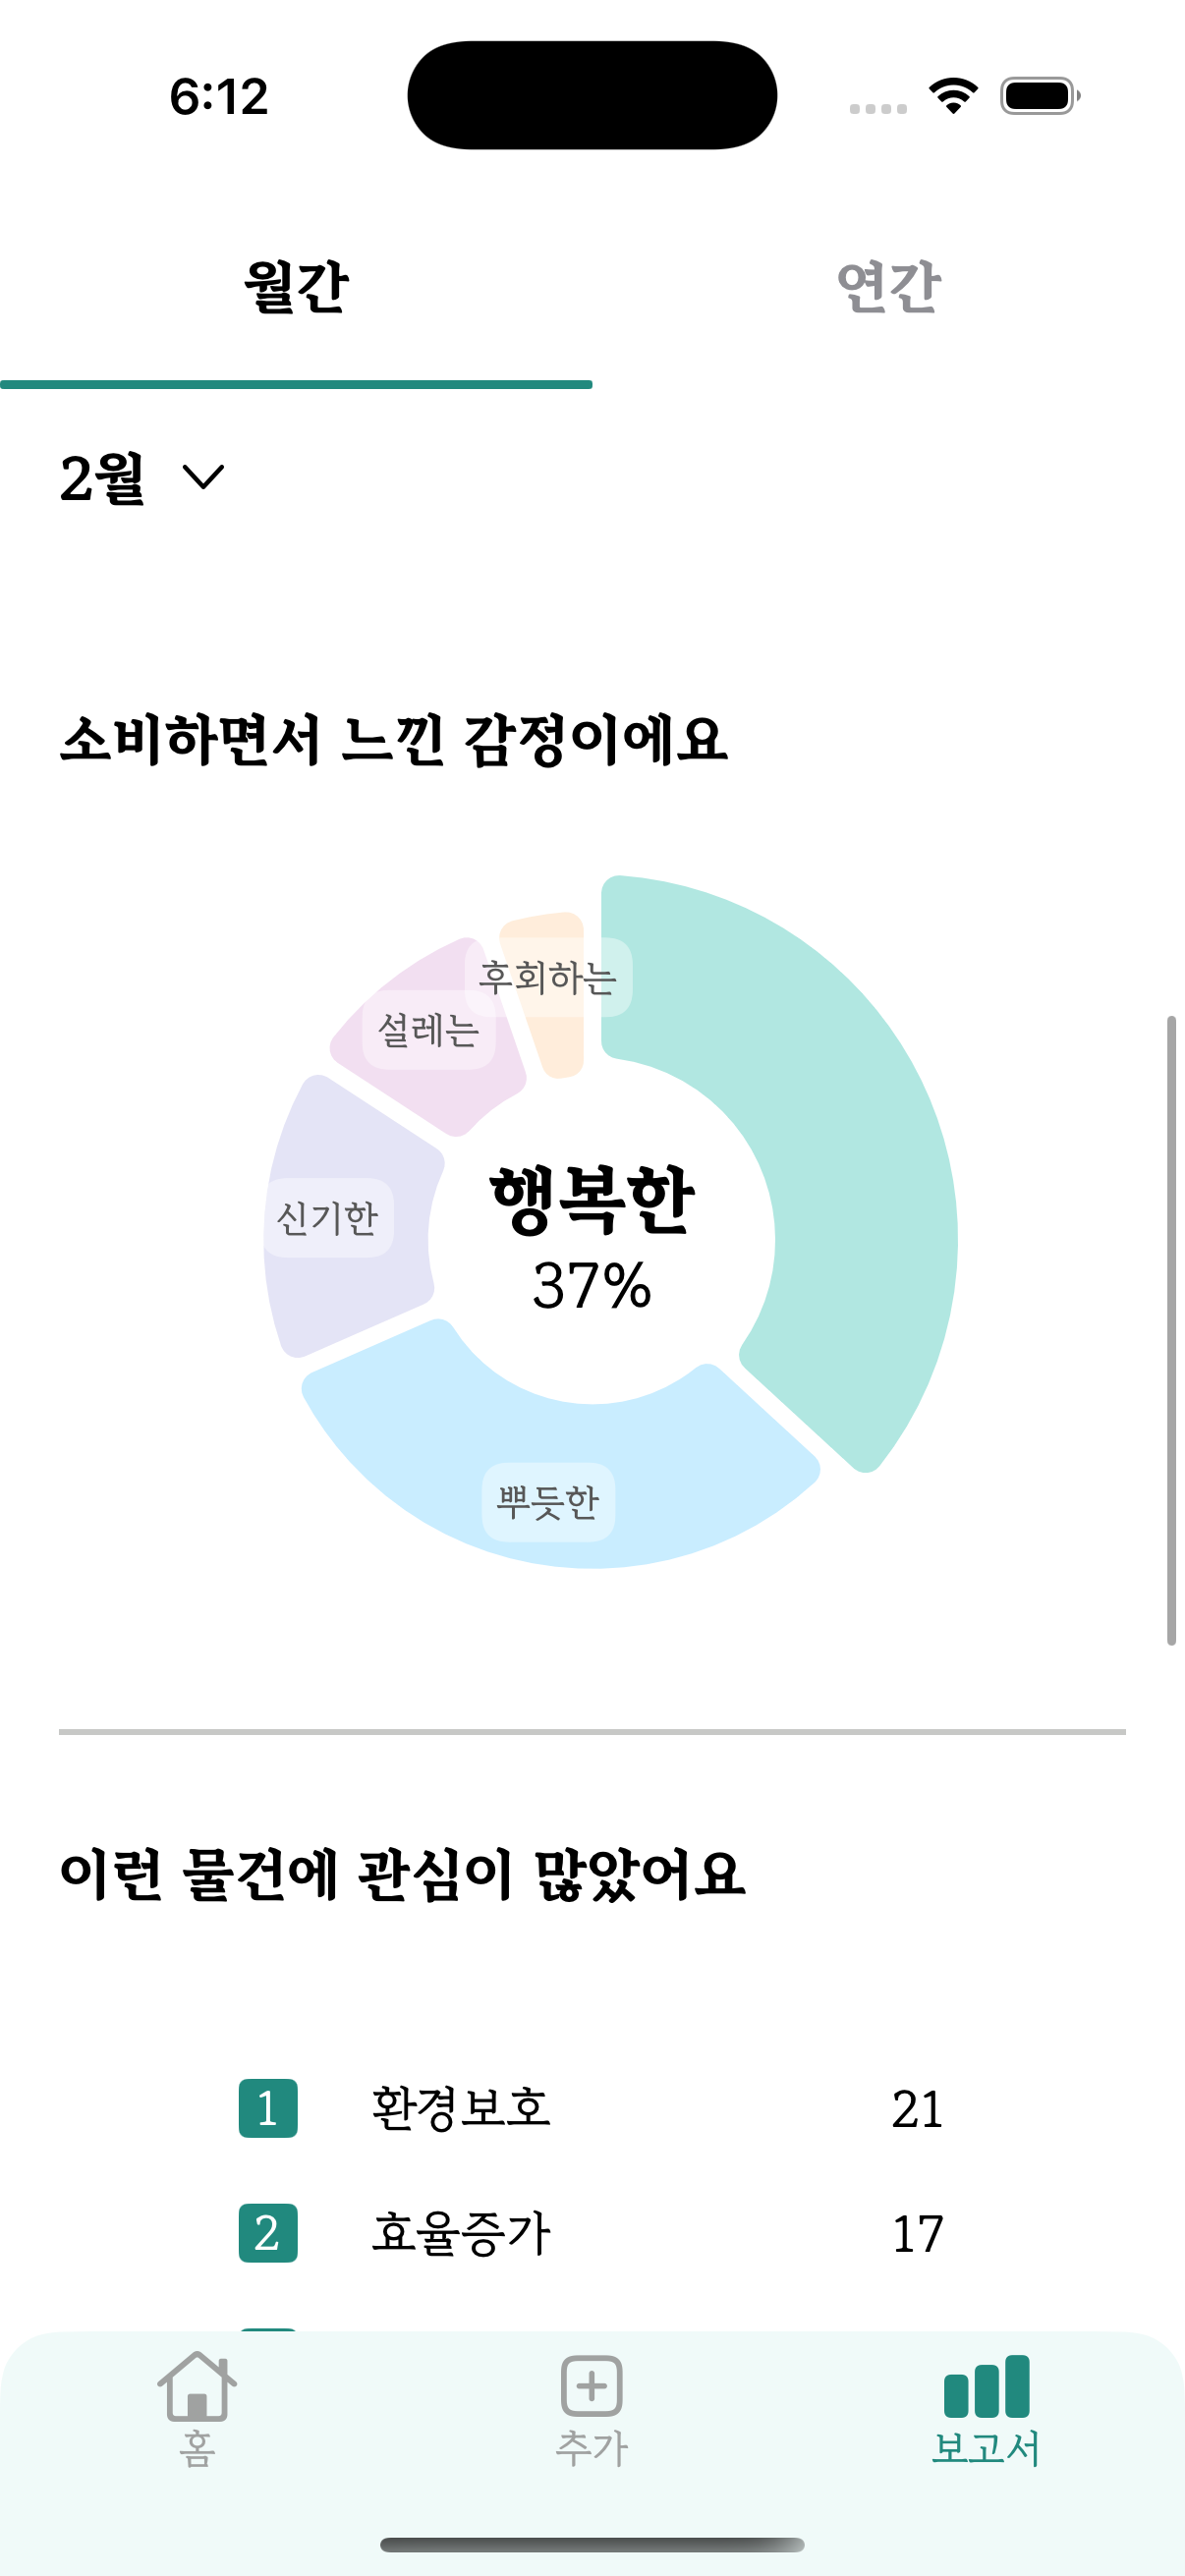 6:12
월간
연간
2월
소비하면서 느낀 감정이에요
후회하는
설레는
신기한
행복한
37%
뿌듯한
이런 물건에 관심이 많았어요
1 환경보호 21
2 효율증가 17
홈
추가
보고서